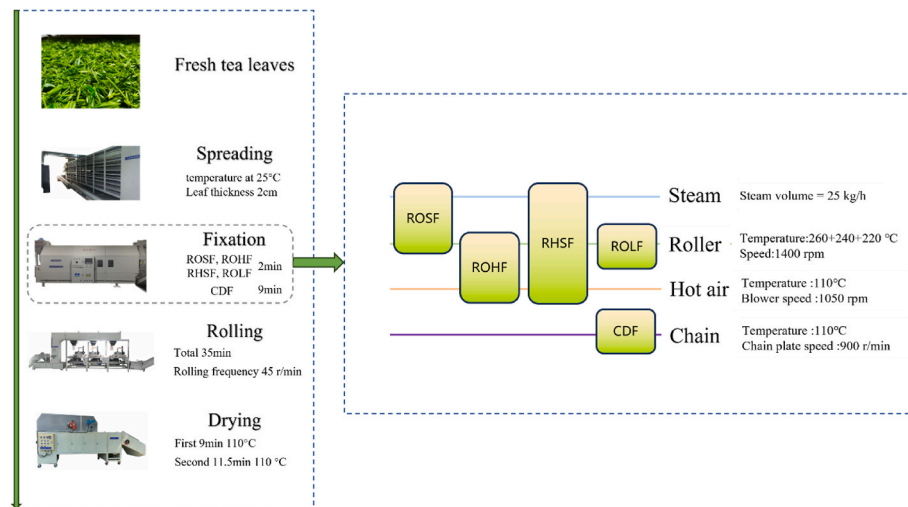 Fresh tea leaves
Spreading
temperature at 25°C
Leaf thickness 2cm
Fixation
ROSF, ROHF
RHSF, ROLF
2min
CDF 9min
Rolling
Total 35min
Rolling frequency 45 r/min
Drying
First 9min 110°C
Second 11.5min 110 °C
ROSF
ROHF
RHSF
ROLF
CDF
Steam
Steam volume = 25 kg/h
Roller
Temperature:260+240+220 °C
Speed:1400 rpm
Hot air
Temperature :110°C
Blower speed :1050 rpm
Chain
Temperature :110°C
Chain plate speed :900 r/min